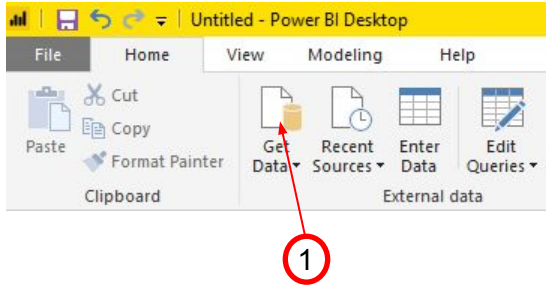 Untitled - Power BI Desktop
File Home View Modeling Help
Cut
Copy
Format Painter
Paste
Get Data
Recent Sources
Enter Data
Edit Queries
Clipboard External data
1